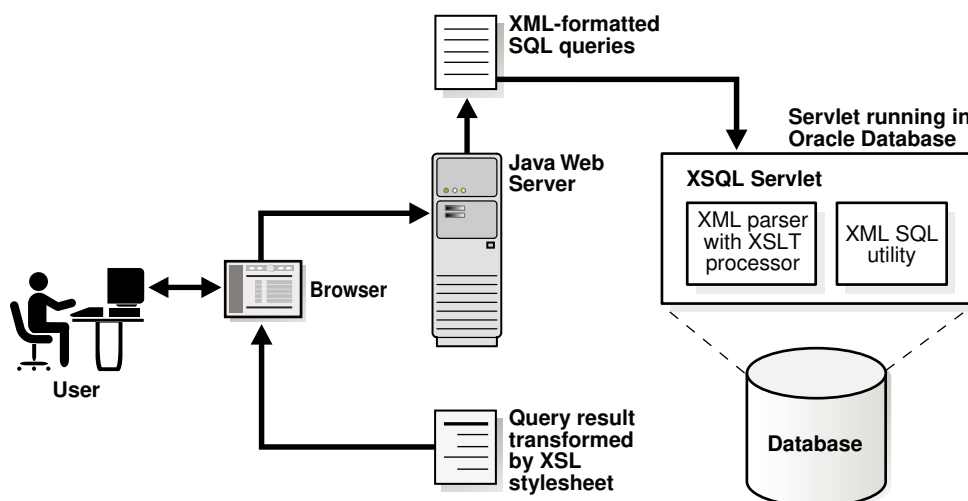 XML-formatted
SQL queries
Servlet running in
Oracle Database
Java Web
Server
XSQL Servlet
XML parser
with XSLT
processor
XML SQL
utility
Browser
User
Query result
transformed
by XSL
stylesheet
Database